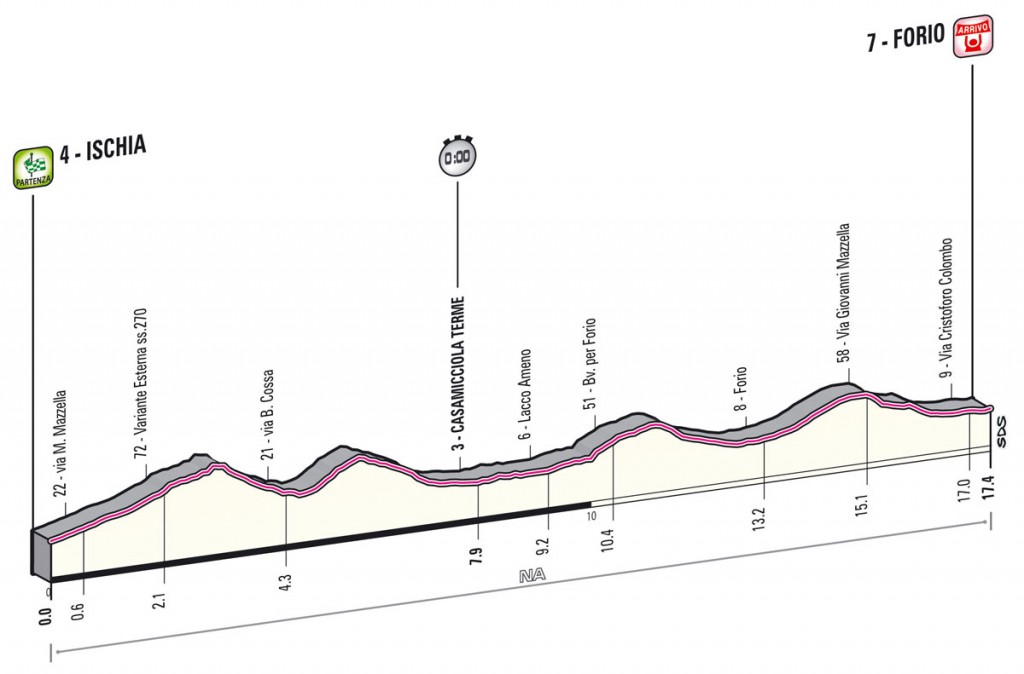 7 - FORIO
ARRIVO
4 - ISCHIA
PARTENZA
0:00
22 - via M. Mazzella
72 - Variante Esterna ss.270
21 - via B. Cossa
3 - CASAMICCIOLA TERME
6 - Lacco Ameno
51 - Bv. per Forio
8 - Forio
58 - Via Giovanni Mazzella
9 - Via Cristoforo Colombo
SDS
0
10
0.0
0.6
2.1
4.3
7.9
9.2
10.4
13.2
15.1
17.0
17.4
NA